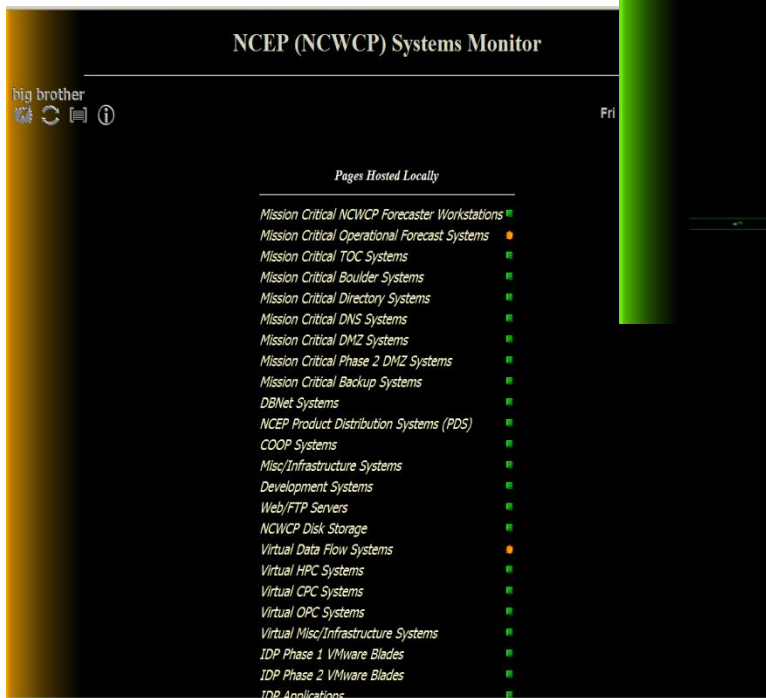 NCEP (NCWCP) Systems Monitor
big brother
Fri
Pages Hosted Locally
Mission Critical NCWCP Forecaster Workstations
Mission Critical Operational Forecast Systems
Mission Critical TOC Systems
Mission Critical Boulder Systems
Mission Critical Directory Systems
Mission Critical DNS Systems
Mission Critical DMZ Systems
Mission Critical Phase 2 DMZ Systems
Mission Critical Backup Systems
DBNet Systems
NCEP Product Distribution Systems (PDS)
COOP Systems
Misc/Infrastructure Systems
Development Systems
Web/FTP Servers
NCWCP Disk Storage
Virtual Data Flow Systems
Virtual HPC Systems
Virtual CPC Systems
Virtual OPC Systems
Virtual Misc/Infrastructure Systems
IDP Phase 1 VMware Blades
IDP Phase 2 VMware Blades
IDP Applications